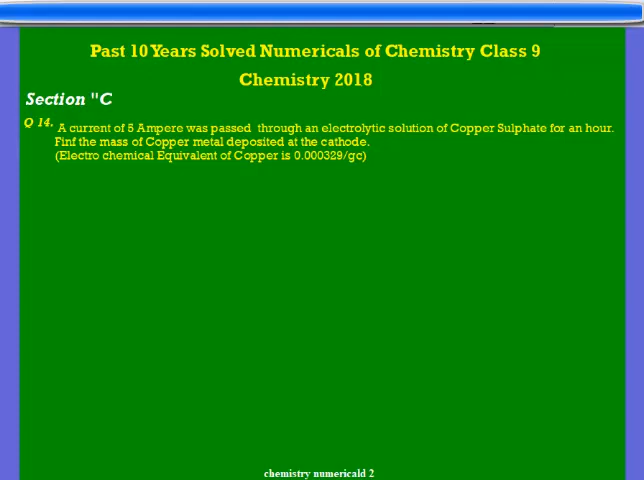 Past 10 Years Solved Numericals of Chemistry Class 9
Chemistry 2018
Section "C
Q 14. A current of 5 Ampere was passed through an electrolytic solution of Copper Sulphate for an hour.
Finf the mass of Copper metal deposited at the cathode.
(Electro chemical Equivalent of Copper is 0.000329/gc)
chemistry numericald 2